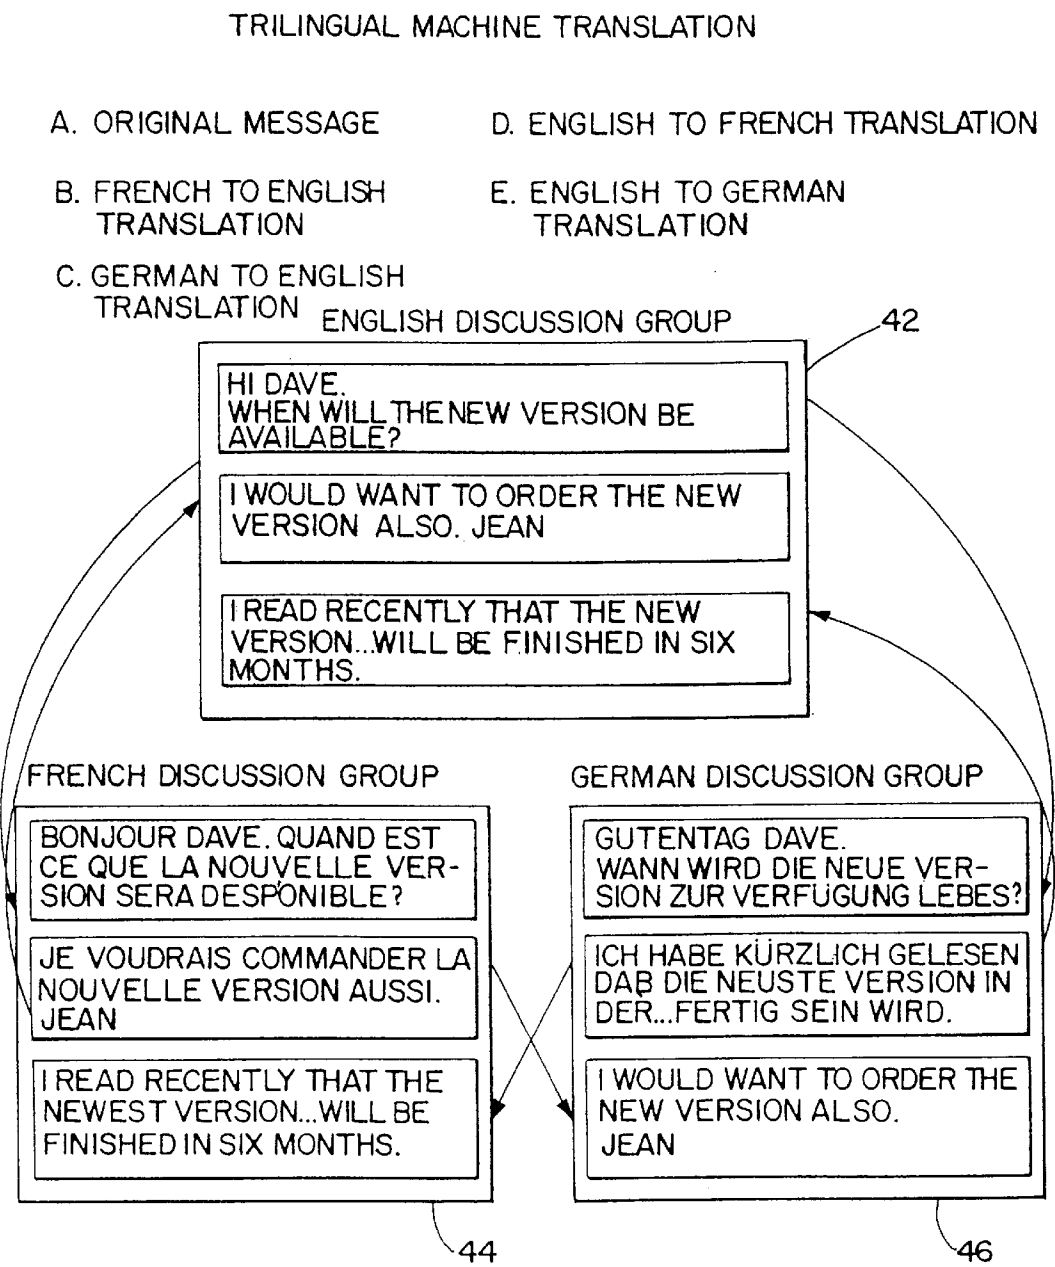 TRILINGUAL MACHINE TRANSLATION
A. ORIGINAL MESSAGE
B. FRENCH TO ENGLISH
TRANSLATION
C. GERMAN TO ENGLISH
TRANSLATION
D. ENGLISH TO FRENCH TRANSLATION
E. ENGLISH TO GERMAN
TRANSLATION
ENGLISH DISCUSSION GROUP
42
HI DAVE.
WHEN WILL THE NEW VERSION BE
AVAILABLE?
I WOULD WANT TO ORDER THE NEW
VERSION ALSO. JEAN
I READ RECENTLY THAT THE NEW
VERSION...WILL BE FINISHED IN SIX
MONTHS.
FRENCH DISCUSSION GROUP
BONJOUR DAVE. QUAND EST
CE QUE LA NOUVELLE VER-
SION SERA DESPONIBLE?
JE VOUDRAIS COMMANDER LA
NOUVELLE VERSION AUSSI.
JEAN
I READ RECENTLY THAT THE
NEWEST VERSION...WILL BE
FINISHED IN SIX MONTHS.
44
GERMAN DISCUSSION GROUP
GUTENTAG DAVE.
WANN WIRD DIE NEUE VER-
SION ZUR VERFÜGUNG LEBES?
ICH HABE KÜRZLICH GELESEN
DAß DIE NEUSTE VERSION IN
DER...FERTIG SEIN WIRD.
I WOULD WANT TO ORDER THE
NEW VERSION ALSO.
JEAN
46